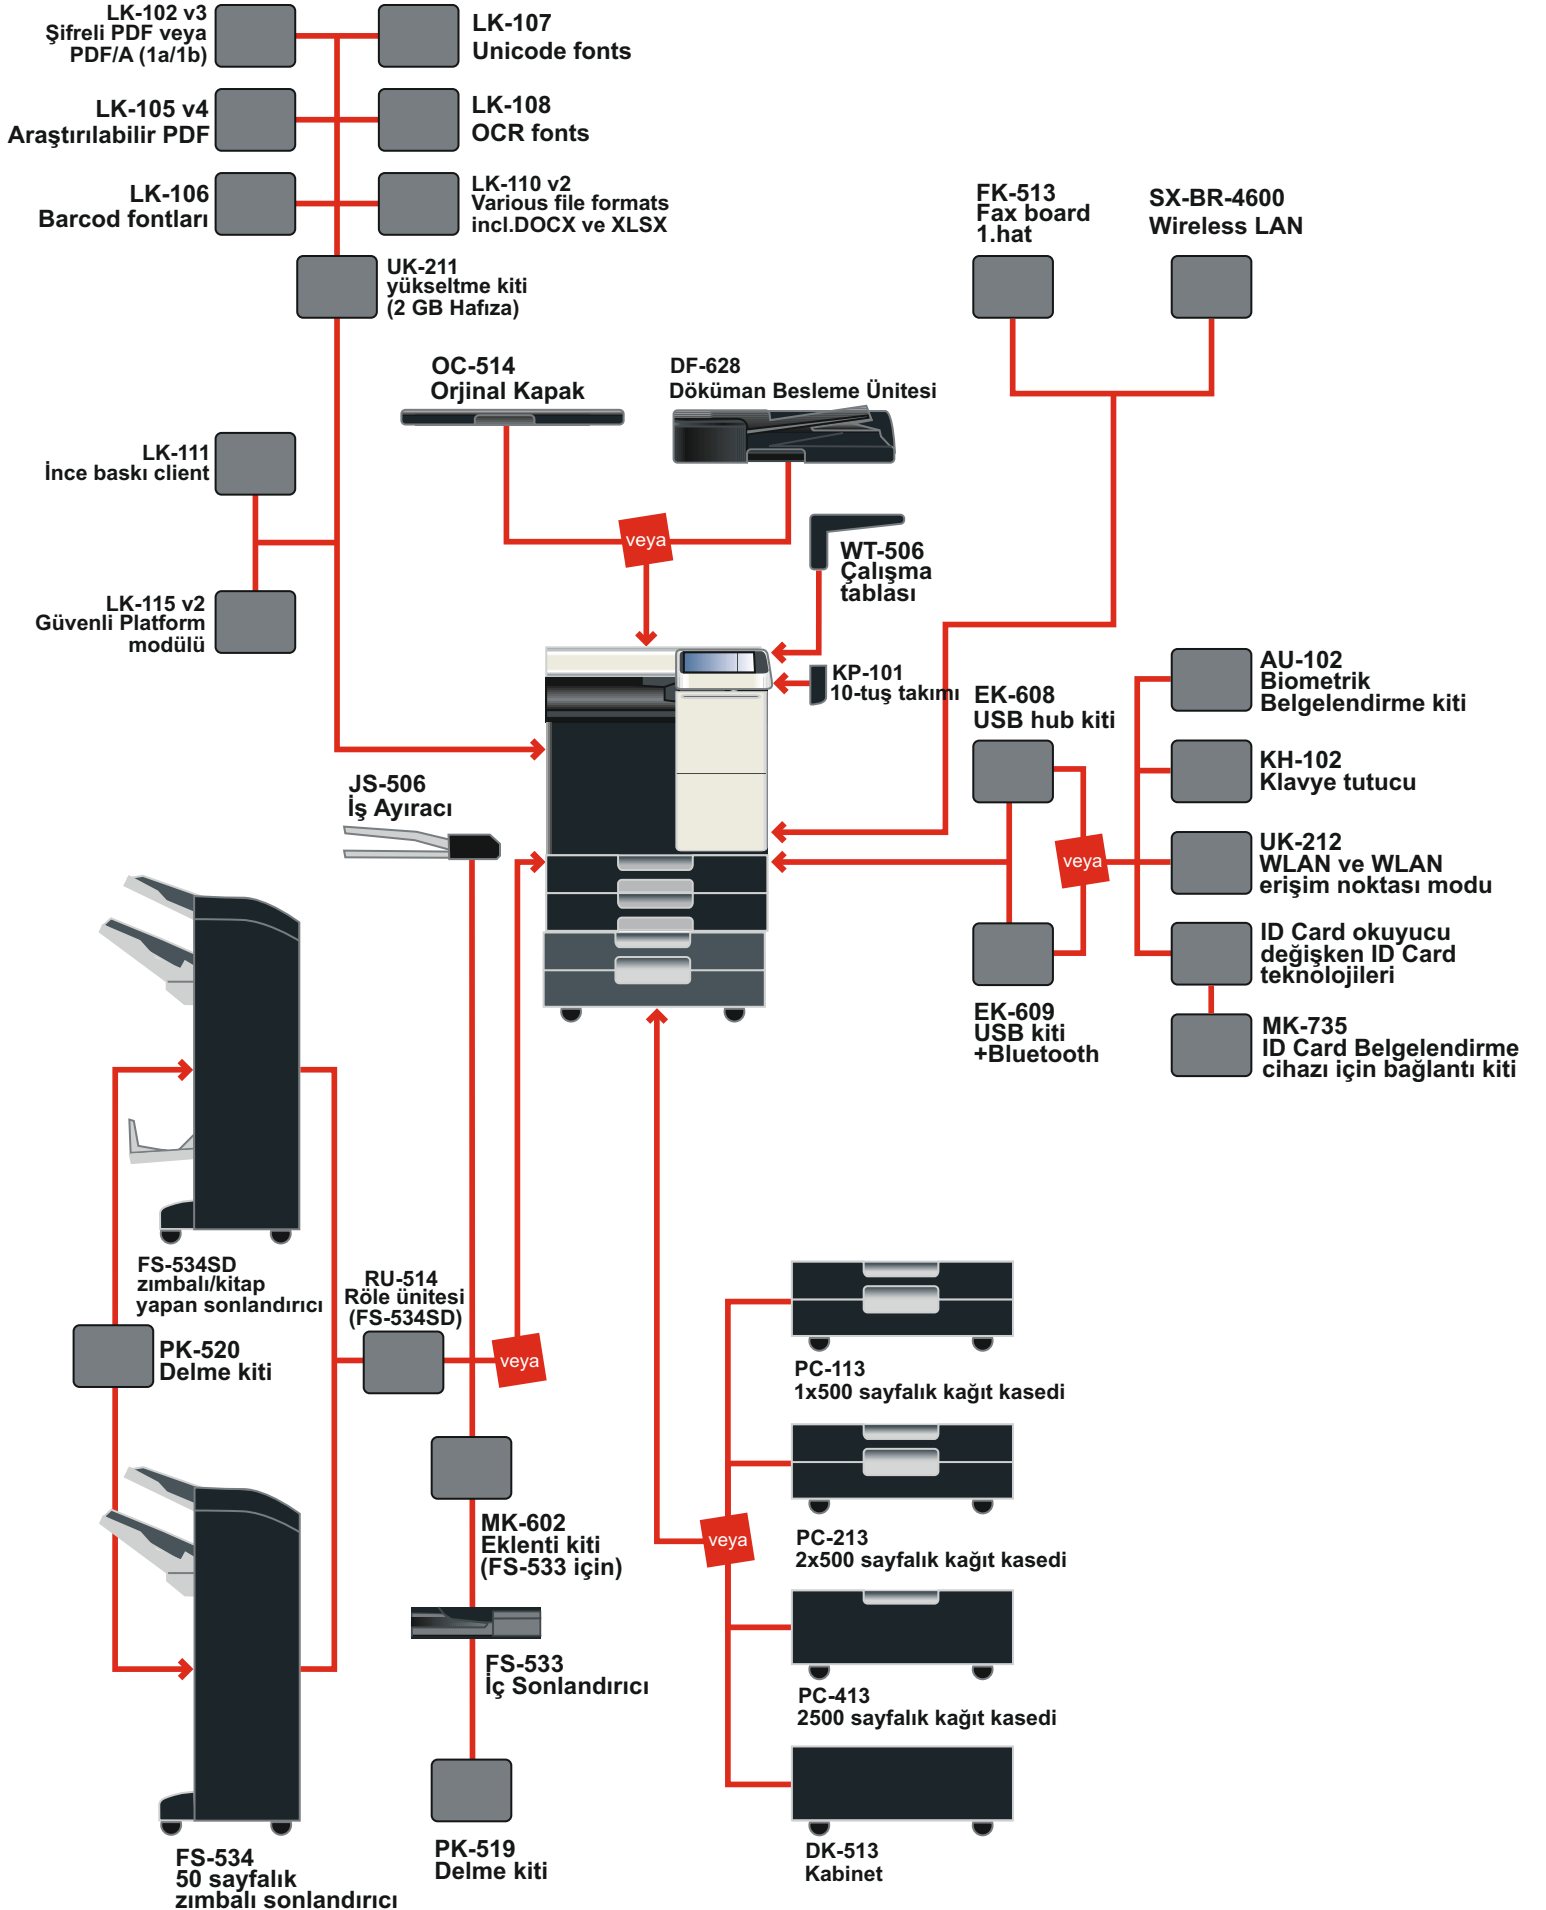 LK-102 v3
Şifreli PDF veya
PDF/A (1a/1b)
LK-107
Unicode fonts
LK-105 v4
Araştırılabilir PDF
LK-108
OCR fonts
LK-106
Barcod fontları
LK-110 v2
Various file formats
incl.DOCX ve XLSX
UK-211
yükseltme kiti
(2 GB Hafıza)
FK-513
Fax board
1.hat
SX-BR-4600
Wireless LAN
OC-514
Orjinal Kapak
DF-628
Döküman Besleme Ünitesi
LK-111
İnce baskı client
veya
WT-506
Çalışma
tablası
LK-115 v2
Güvenli Platform
modülü
KP-101
10-tuş takımı
EK-608
USB hub kiti
AU-102
Biometrik
Belgelendirme kiti
KH-102
Klavye tutucu
JS-506
İş Ayıracı
veya
UK-212
WLAN ve WLAN
erişim noktası modu
ID Card okuyucu
değişken ID Card
teknolojileri
EK-609
USB kiti
+Bluetooth
MK-735
ID Card Belgelendirme
cihazı için bağlantı kiti
FS-534SD
zımbalı/kitap
yapan sonlandırıcı
RU-514
Röle ünitesi
(FS-534SD)
PK-520
Delme kiti
veya
PC-113
1x500 sayfalık kağıt kasedi
MK-602
Eklenti kiti
(FS-533 için)
veya
PC-213
2x500 sayfalık kağıt kasedi
FS-533
İç Sonlandırıcı
PC-413
2500 sayfalık kağıt kasedi
PK-519
Delme kiti
DK-513
Kabinet
FS-534
50 sayfalık
zımbalı sonlandırıcı